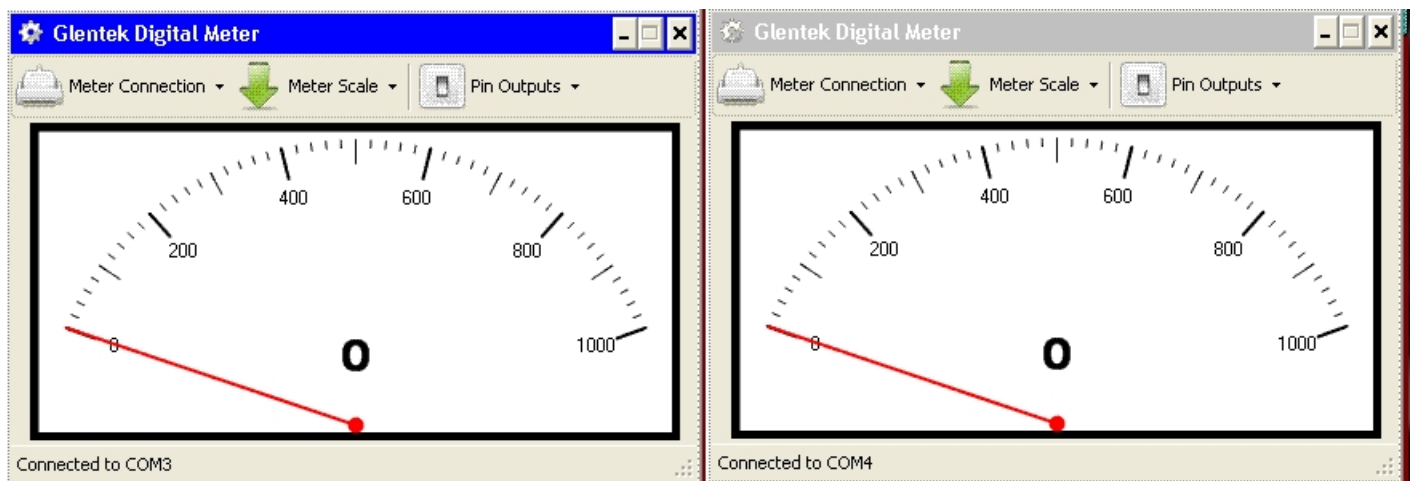 Glentek Digital Meter
Meter Connection Meter Scale Pin Outputs
400 600
200 800
0 1000
0
Connected to COM3
Glentek Digital Meter
Meter Connection Meter Scale Pin Outputs
400 600
200 800
0 1000
0
Connected to COM4